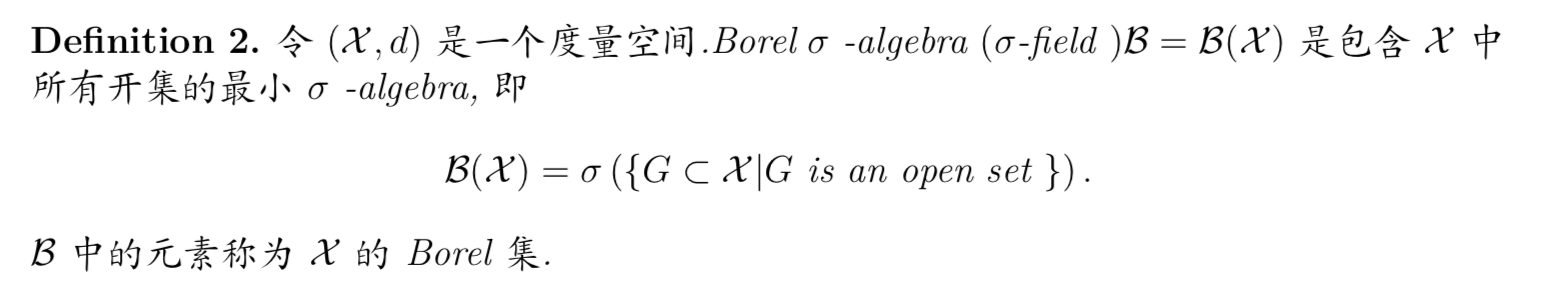 Definition 2. 令 (𝒳, d) 是一个度量空间.Borel σ -algebra (σ-field )ℬ = ℬ(𝒳) 是包含 𝒳 中
所有开集的最小 σ -algebra, 即
ℬ(𝒳) = σ ({G ⊂ 𝒳|G is an open set }) .
ℬ 中的元素称为 𝒳 的 Borel 集.